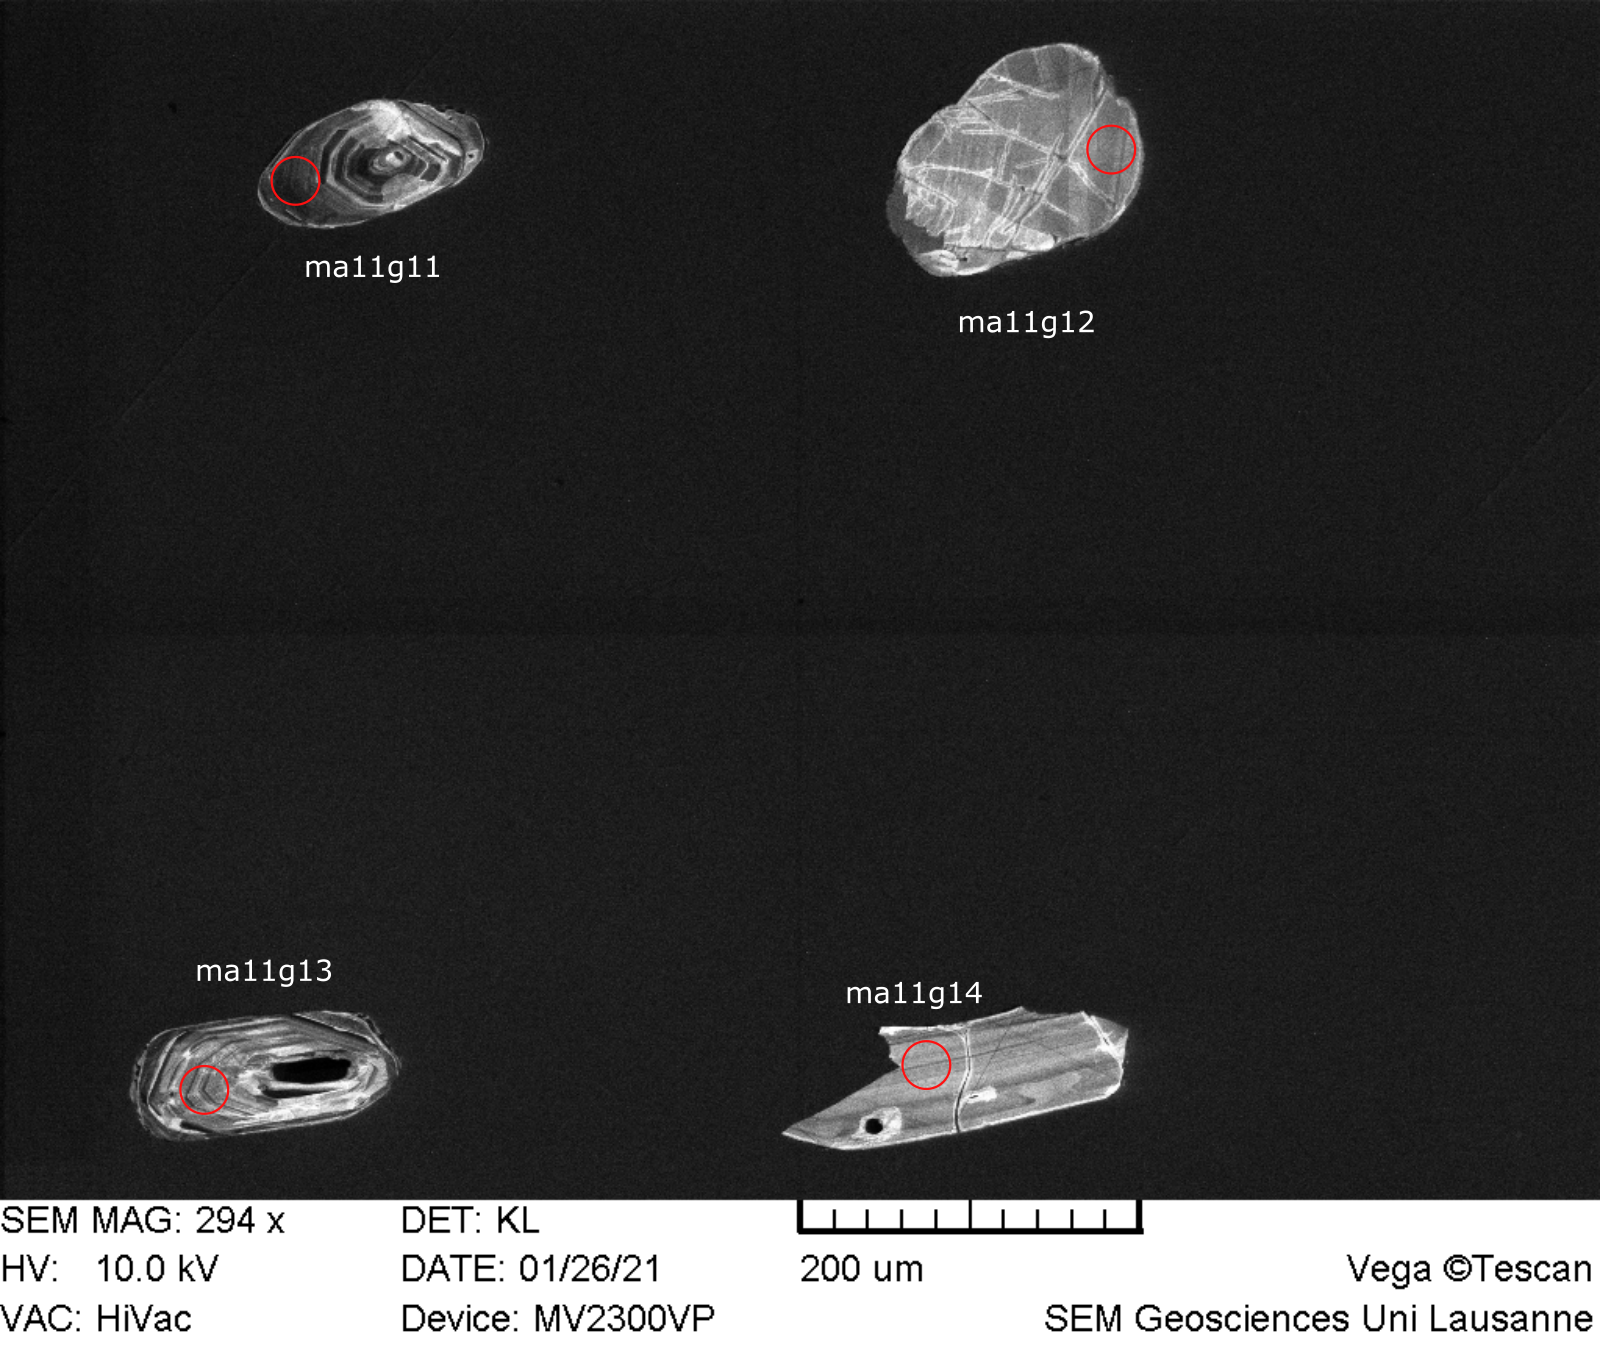 ma11g11
ma11g12
ma11g13
ma11g14
SEM MAG: 294 x
DET: KL
HV: 10.0 kV
DATE: 01/26/21
200 um
Vega ©Tescan
VAC: HiVac
Device: MV2300VP
SEM Geosciences Uni Lausanne